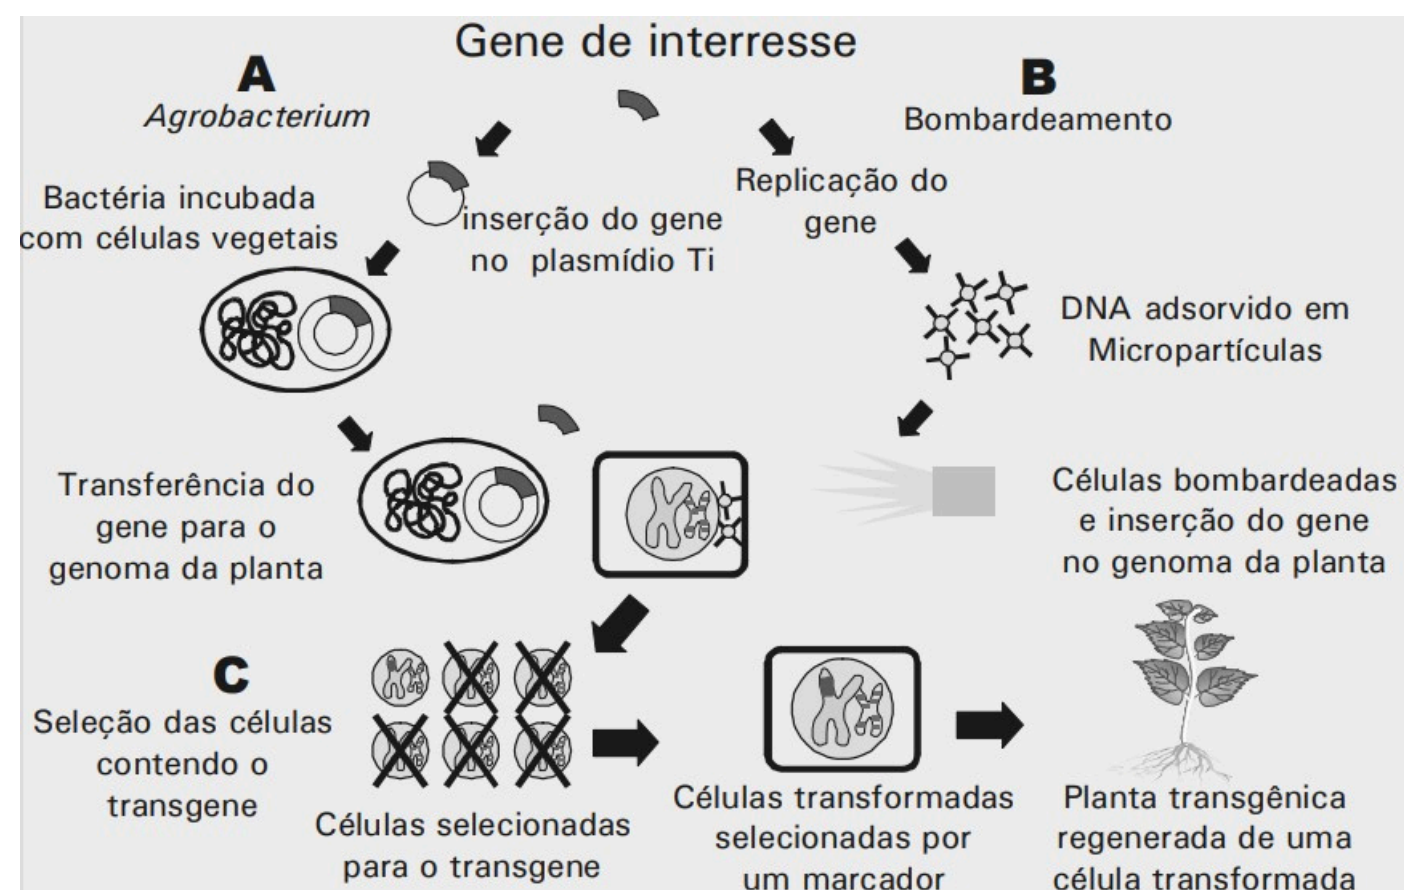 Gene de interresse
A
Agrobacterium
B
Bombardeamento
Bactéria incubada
com células vegetais
inserção do gene
no plasmídio Ti
Replicação do
gene
DNA adsorvido em
Micropartículas
Transferência do
gene para o
genoma da planta
Células bombardeadas
e inserção do gene
no genoma da planta
C
Seleção das células
contendo o
transgene
Células selecionadas
para o transgene
Células transformadas
selecionadas por
um marcador
Planta transgênica
regenerada de uma
célula transformada